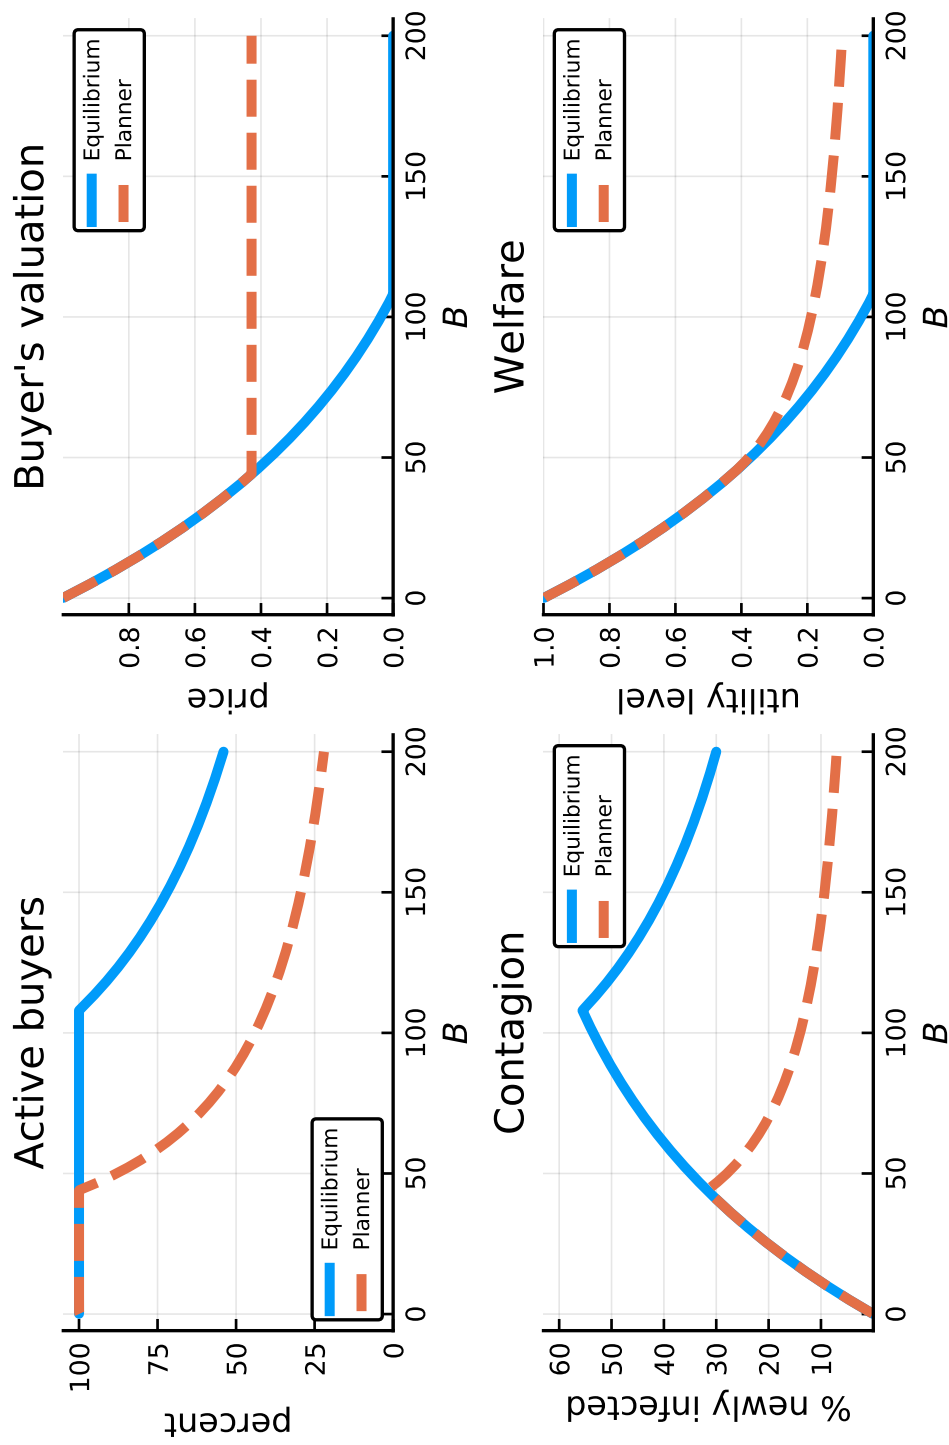 Active buyers
percent
100
75
50
25
0
0
50
100
150
200
B
Equilibrium
Planner
Buyer's valuation
price
0.8
0.6
0.4
0.2
0.0
0
50
100
150
200
B
Equilibrium
Planner
Contagion
% newly infected
60
50
40
30
20
10
0
50
100
150
200
B
Equilibrium
Planner
Welfare
utility level
1.0
0.8
0.6
0.4
0.2
0.0
0
50
100
150
200
B
Equilibrium
Planner